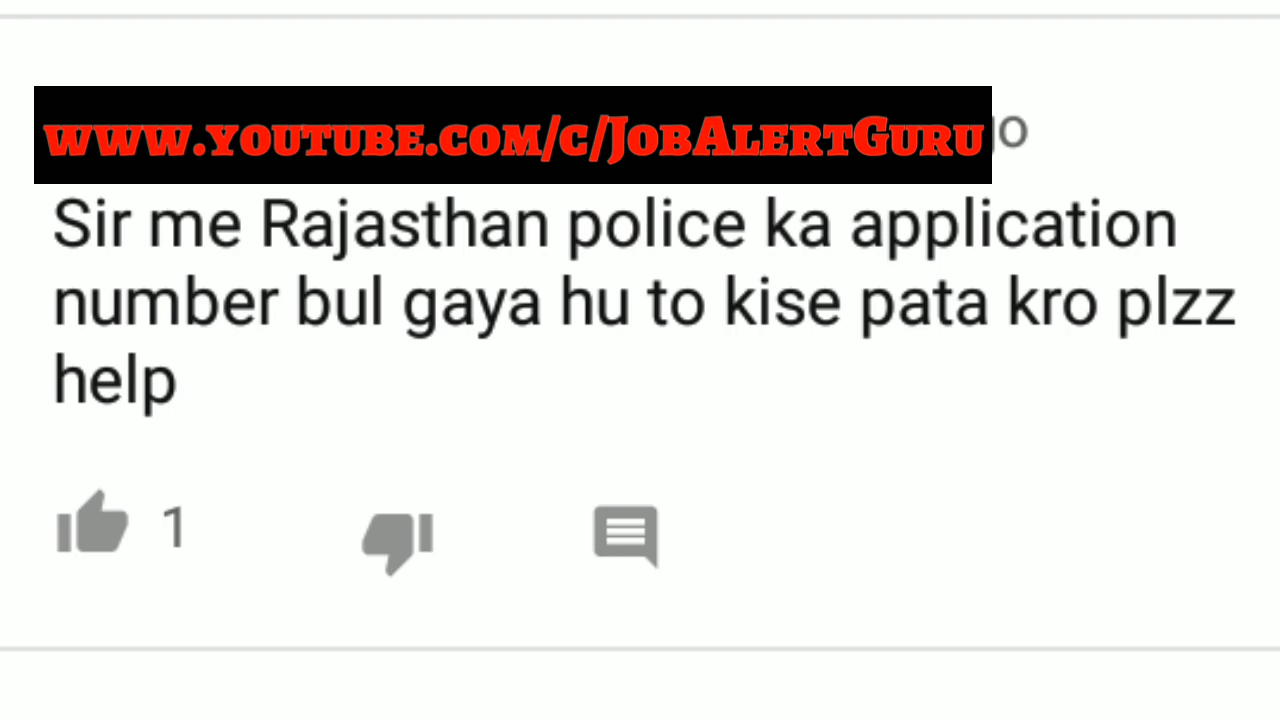 www.youtube.com/c/JobAlertGuru
Sir me Rajasthan police ka application
number bul gaya hu to kise pata kro plzz
help
1